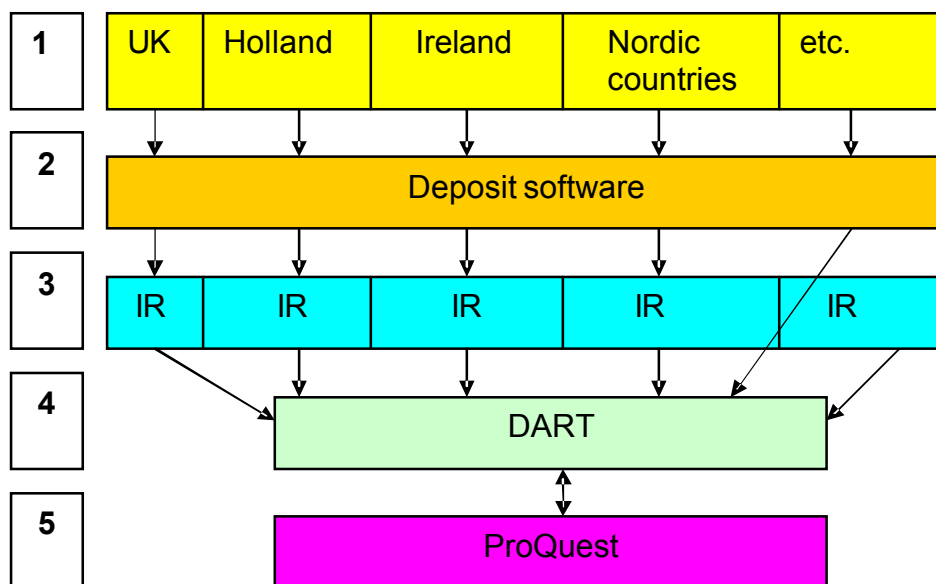 1
UK
Holland
Ireland
Nordic
countries
etc.
2
Deposit software
3
IR
IR
IR
IR
IR
4
DART
5
ProQuest